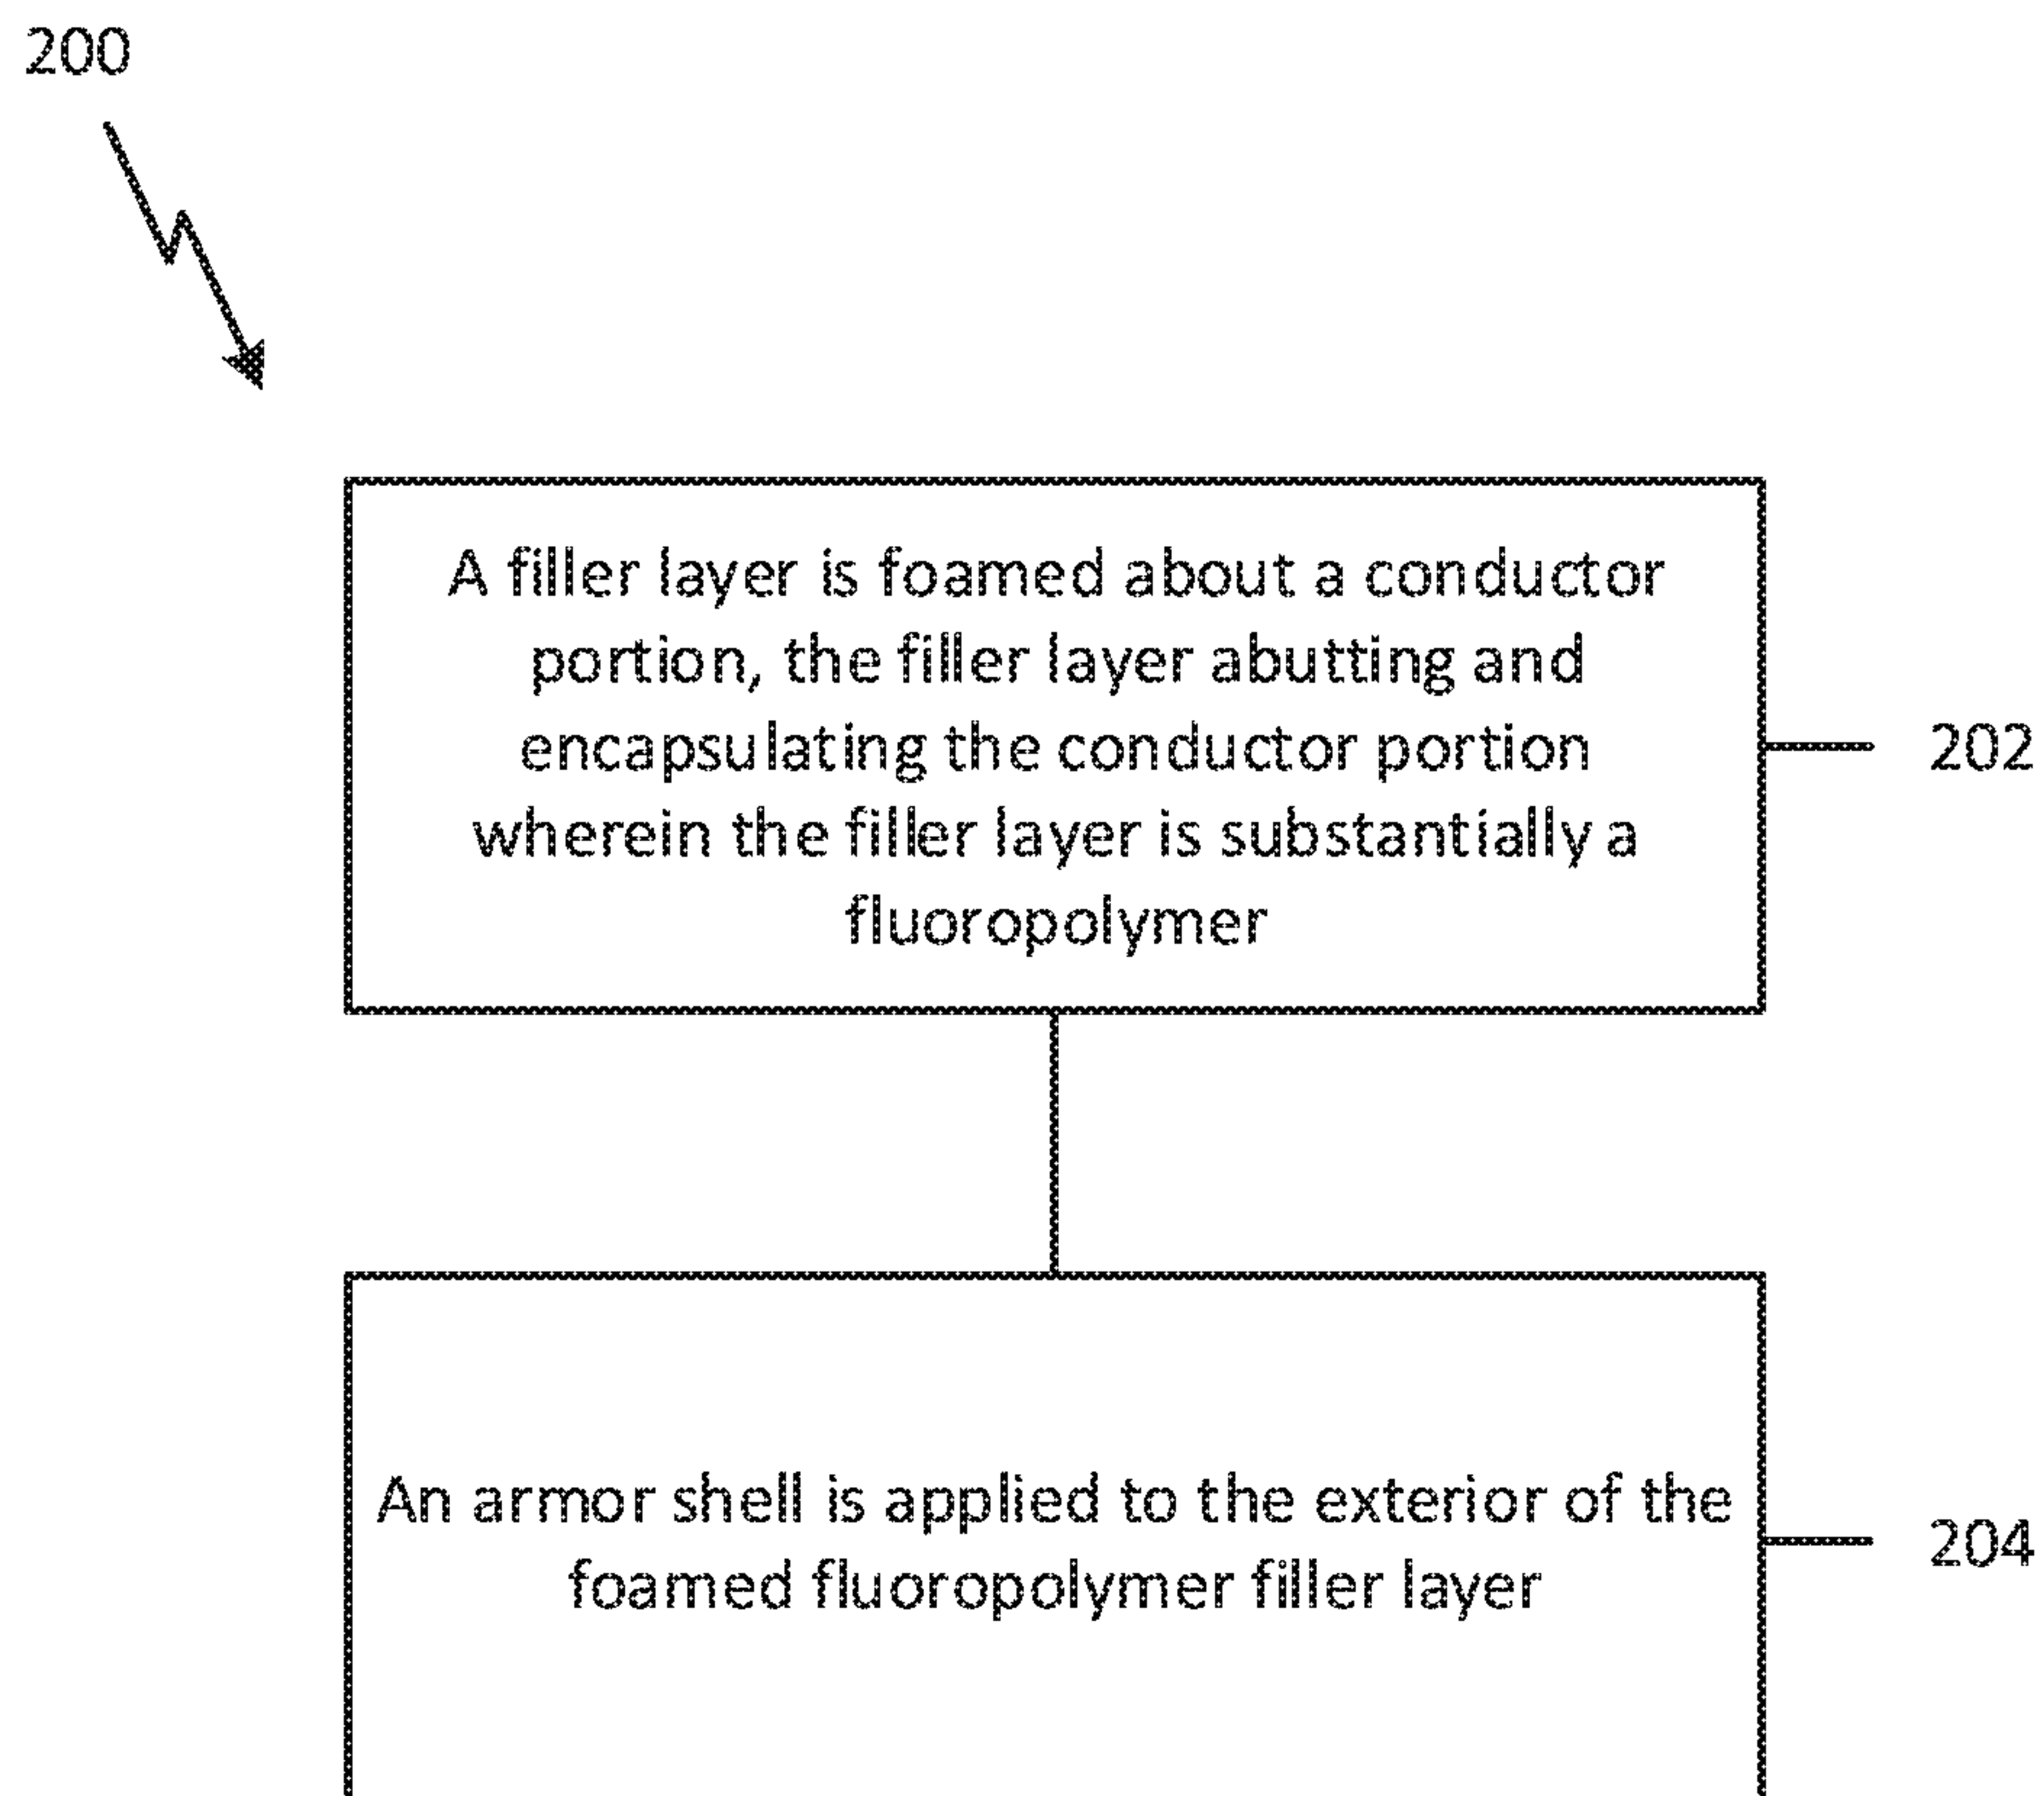 200
A filler layer is foamed about a conductor
portion, the filler layer abutting and
encapsulating the conductor portion
wherein the filler layer is substantially a
fluoropolymer
202
An armor shell is applied to the exterior of the
foamed fluoropolymer filler layer
204